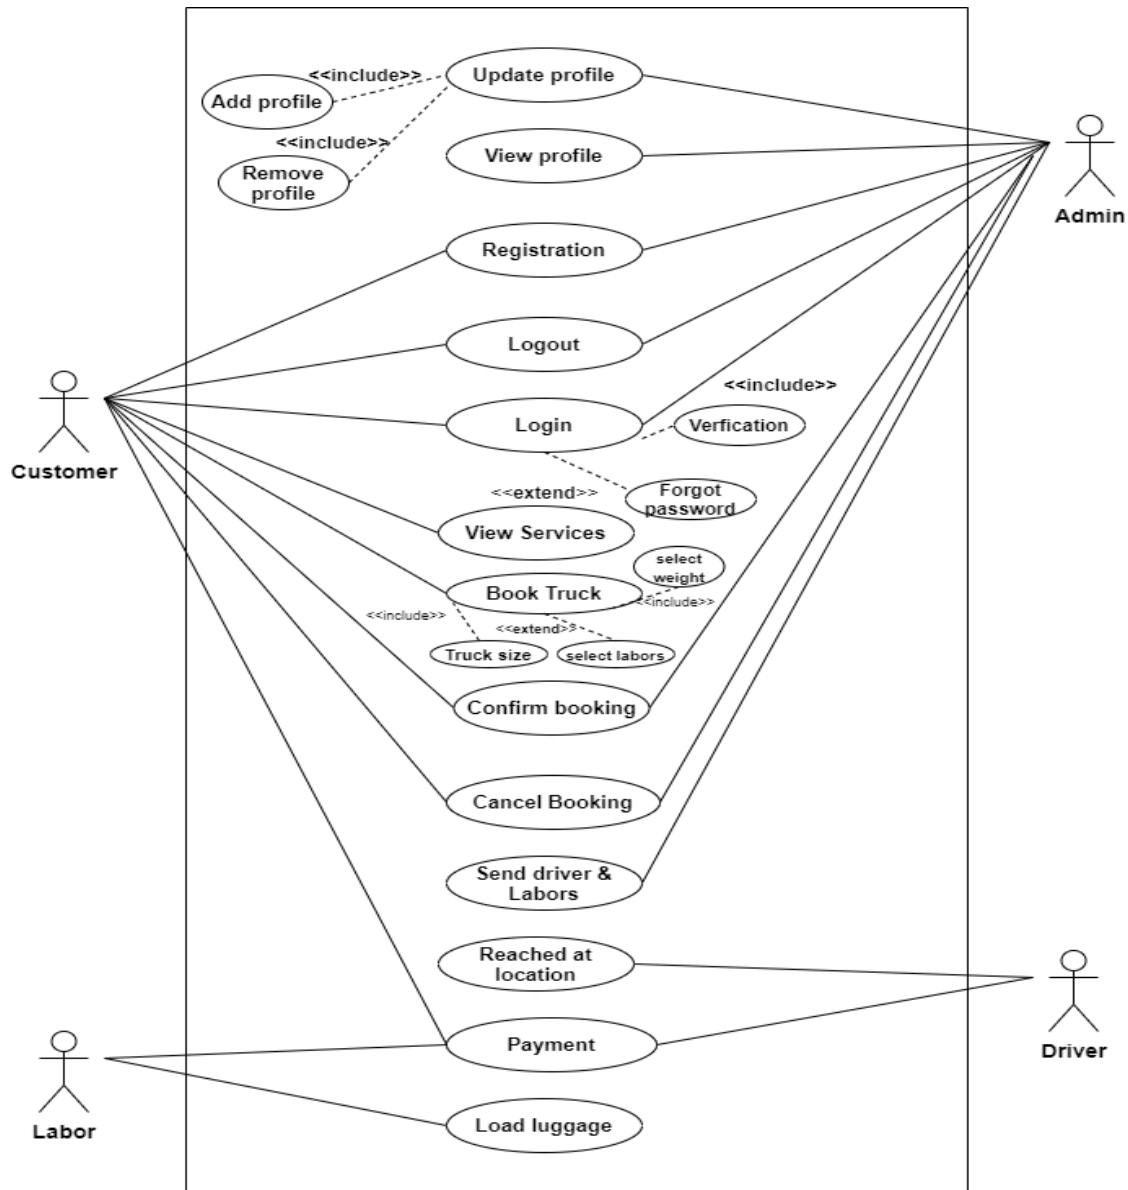 <<include>>
Update profile
Add profile
<<include>>
Remove
profile
View profile
Admin
Registration
Logout
<<include>>
Login
Verfication
Customer
<<extend>>
Forgot
password
View Services
select
weight
Book Truck
<<include>>
<<include>>
<<extend>>
Truck size
select labors
Confirm booking
Cancel Booking
Send driver &
Labors
Reached at
location
Payment
Driver
Labor
Load luggage